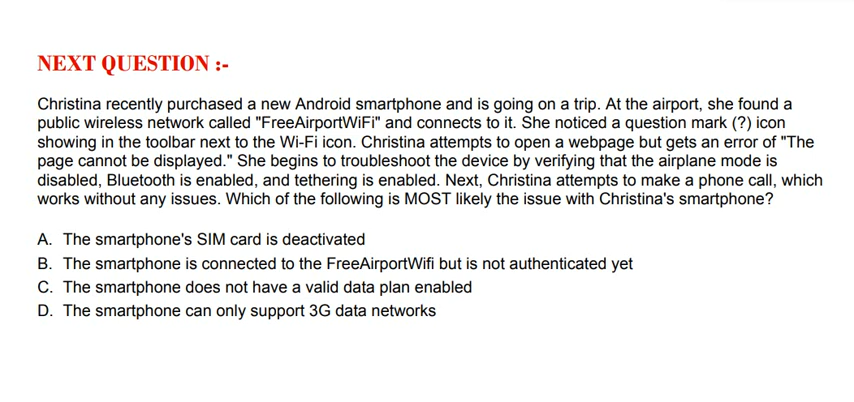 NEXT QUESTION :-
Christina recently purchased a new Android smartphone and is going on a trip. At the airport, she found a
public wireless network called "FreeAirportWiFi" and connects to it. She noticed a question mark (?) icon
showing in the toolbar next to the Wi-Fi icon. Christina attempts to open a webpage but gets an error of "The
page cannot be displayed." She begins to troubleshoot the device by verifying that the airplane mode is
disabled, Bluetooth is enabled, and tethering is enabled. Next, Christina attempts to make a phone call, which
works without any issues. Which of the following is MOST likely the issue with Christina's smartphone?
A. The smartphone's SIM card is deactivated
B. The smartphone is connected to the FreeAirportWifi but is not authenticated yet
C. The smartphone does not have a valid data plan enabled
D. The smartphone can only support 3G data networks